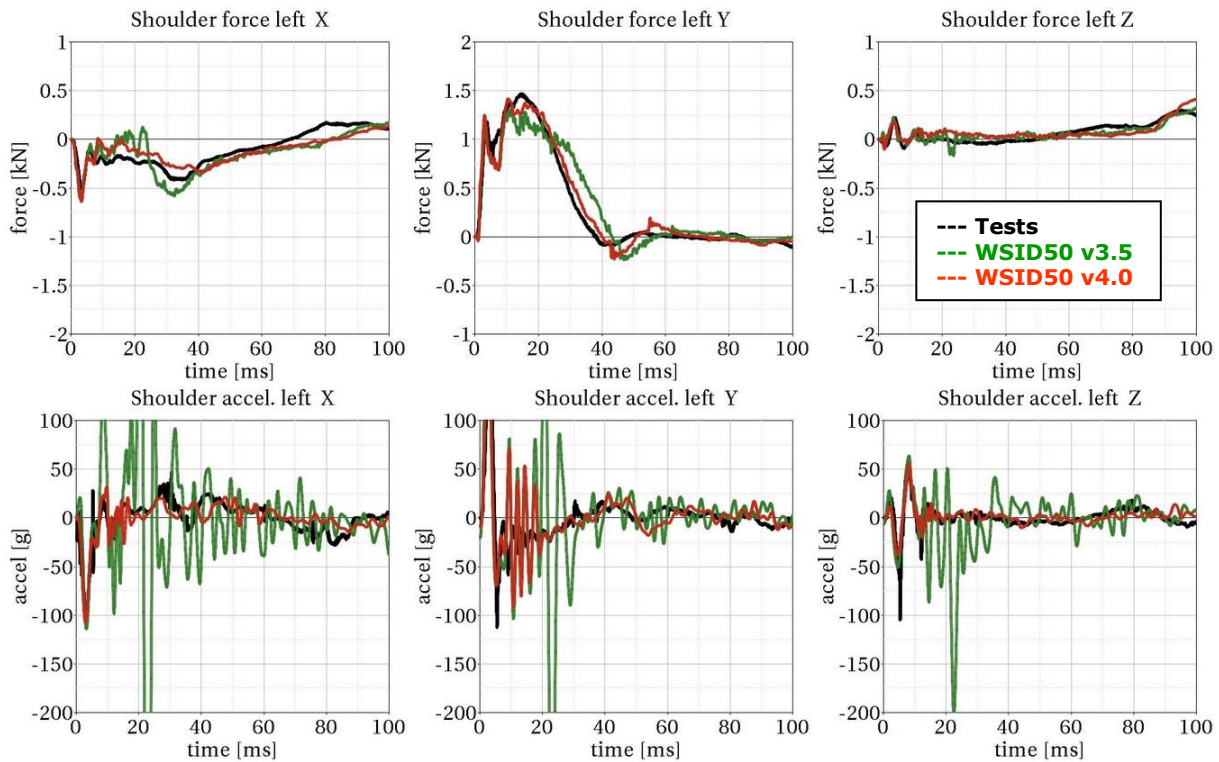 Shoulder force left X
Shoulder force left Y
Shoulder force left Z
1
0.5
0
-0.5
-1
-1.5
-2
force [kN]
0 20 40 60 80 100
time [ms]
2
1.5
1
0.5
0
-0.5
-1
force [kN]
0 20 40 60 80 100
time [ms]
1
0.5
0
-0.5
-1
-1.5
-2
force [kN]
0 20 40 60 80 100
time [ms]
--- Tests
--- WSID50 v3.5
--- WSID50 v4.0
Shoulder accel. left X
Shoulder accel. left Y
Shoulder accel. left Z
100
50
0
-50
-100
-150
-200
accel [g]
0 20 40 60 80 100
time [ms]
100
50
0
-50
-100
-150
-200
accel [g]
0 20 40 60 80 100
time [ms]
100
50
0
-50
-100
-150
-200
accel [g]
0 20 40 60 80 100
time [ms]